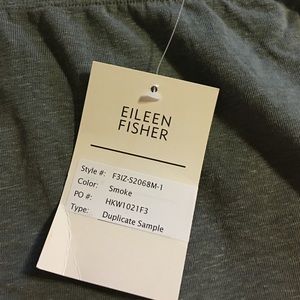 EILEEN
FISHER
Style #: F3IZ-S2068M-1
Color: Smoke
PO #: HKW1021F3
Type: Duplicate Sample